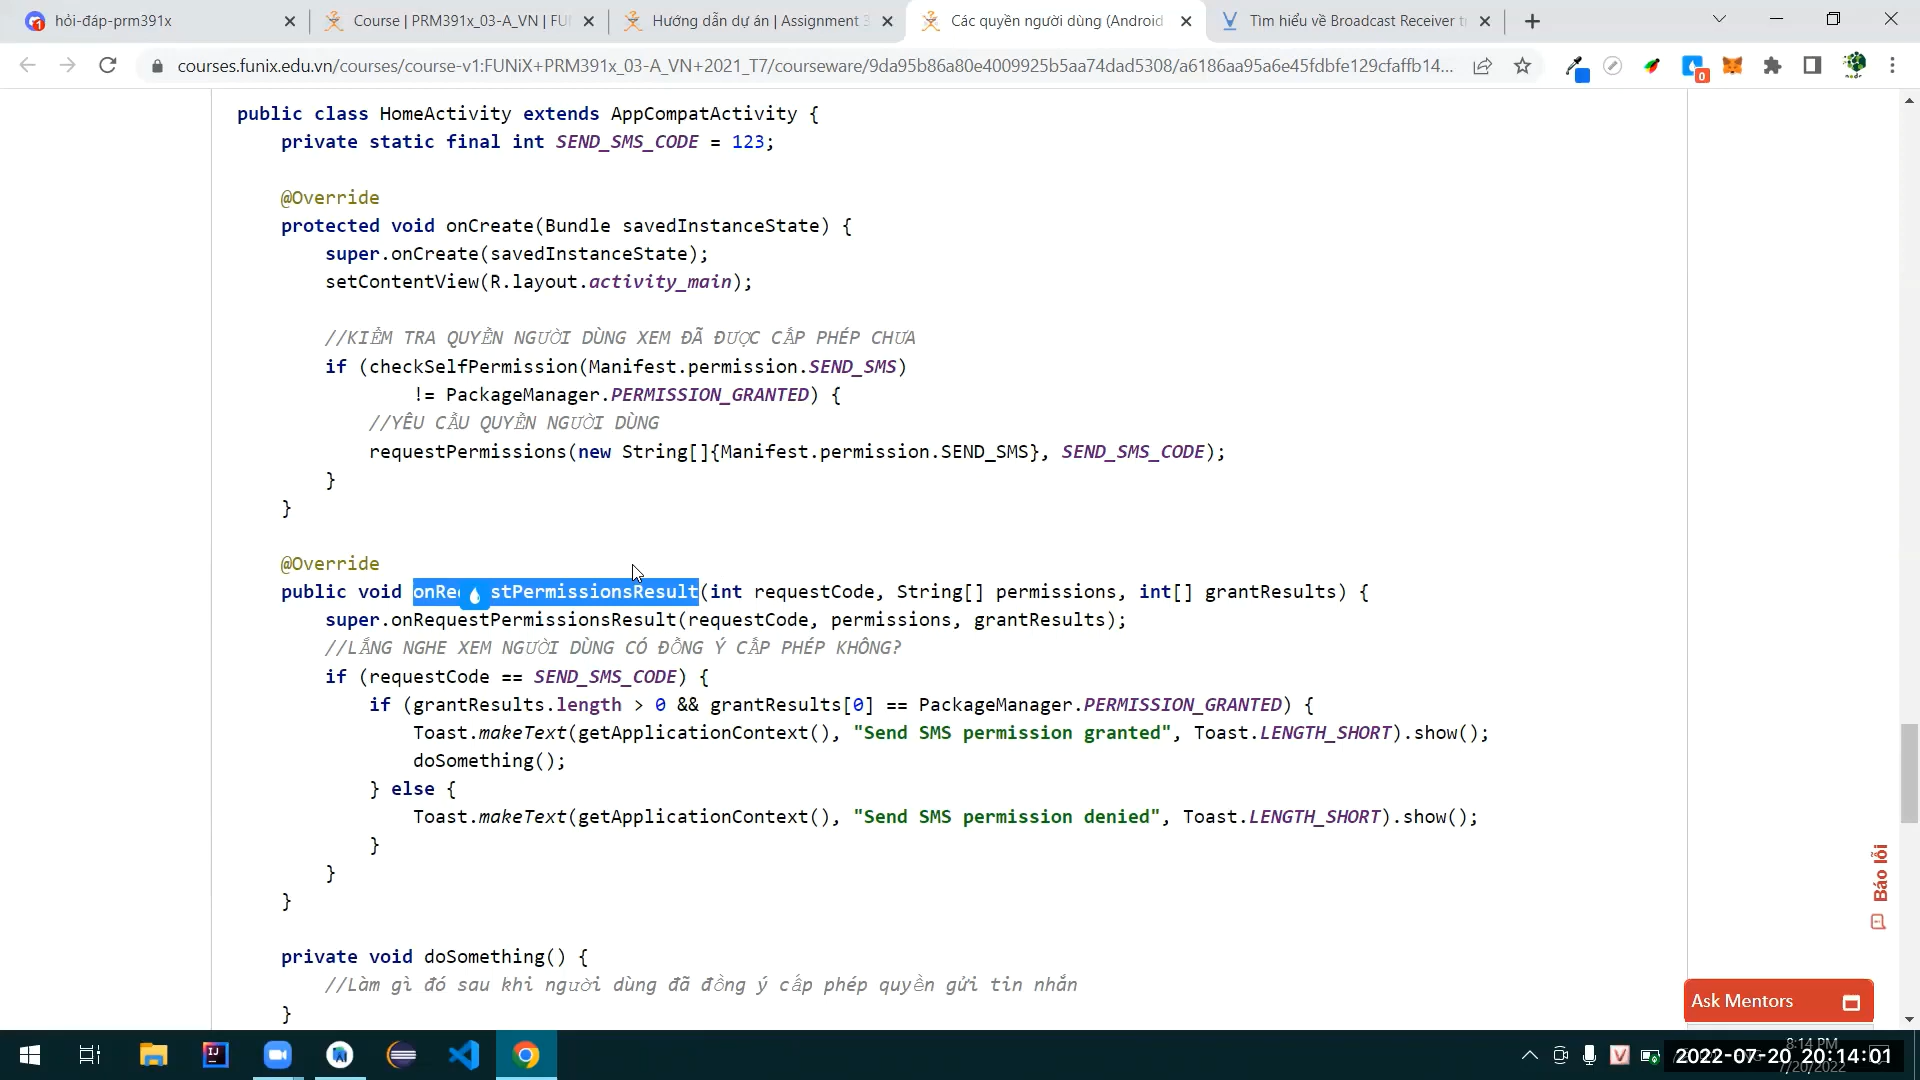 hỏi-đáp-prm391x
Course | PRM391x_03-A_VN | FU
Hướng dẫn dự án | Assignment 3
Các quyền người dùng (Android
Tìm hiểu về Broadcast Receiver t
courses.funix.edu.vn/courses/course-v1:FUNiX+PRM391x_03-A_VN+2021_T7/courseware/9da95b86a80e4009925b5aa74dad5308/a6186aa95a6e45fdbfe129cfaffb14...
0
public class HomeActivity extends AppCompatActivity {
private static final int SEND_SMS_CODE = 123;
@Override
protected void onCreate(Bundle savedInstanceState) {
super.onCreate(savedInstanceState);
setContentView(R.layout.activity_main);
//KIỂM TRA QUYỀN NGƯỜI DÙNG XEM ĐÃ ĐƯỢC CẤP PHÉP CHƯA
if (checkSelfPermission(Manifest.permission.SEND_SMS)
!= PackageManager.PERMISSION_GRANTED) {
//YÊU CẦU QUYỀN NGƯỜI DÙNG
requestPermissions(new String[]{Manifest.permission.SEND_SMS}, SEND_SMS_CODE);
}
}
@Override
public void onRe stPermissionsResult(int requestCode, String[] permissions, int[] grantResults) {
super.onRequestPermissionsResult(requestCode, permissions, grantResults);
//LẮNG NGHE XEM NGƯỜI DÙNG CÓ ĐỒNG Ý CẤP PHÉP KHÔNG?
if (requestCode == SEND_SMS_CODE) {
if (grantResults.length > 0 && grantResults[0] == PackageManager.PERMISSION_GRANTED) {
Toast.makeText(getApplicationContext(), "Send SMS permission granted", Toast.LENGTH_SHORT).show();
doSomething();
} else {
Toast.makeText(getApplicationContext(), "Send SMS permission denied", Toast.LENGTH_SHORT).show();
}
}
}
private void doSomething() {
//Làm gì đó sau khi người dùng đã đồng ý cấp phép quyền gửi tin nhắn
}
Báo lỗi
Ask Mentors
8:14 PM
2022-07-20 20:14:01
7/20/2022